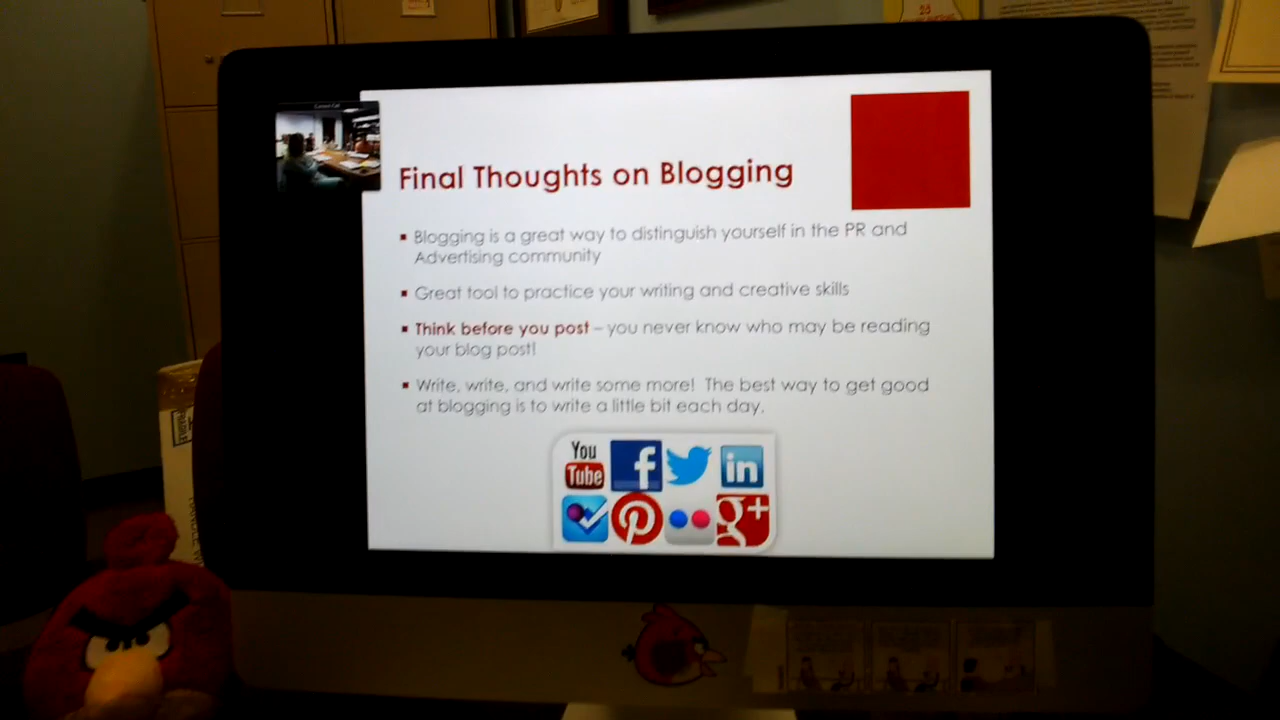 Final Thoughts on Blogging
▪ Blogging is a great way to distinguish yourself in the PR and
Advertising community
▪ Great tool to practice your writing and creative skills
▪ Think before you post – you never know who may be reading
your blog post!
▪ Write, write, and write some more! The best way to get good
at blogging is to write a little bit each day.
You
Tube
f
in
g+